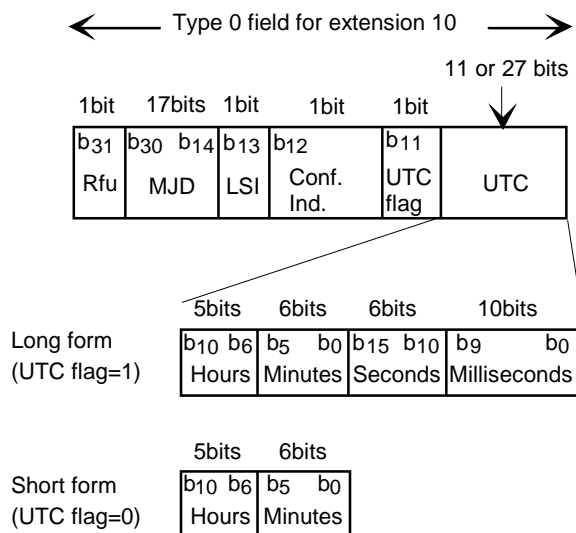 Type 0 field for extension 10
11 or 27 bits
1bit 17bits 1bit 1bit 1bit
b31 b30 b14 b13 b12 b11
Rfu MJD LSI Conf. Ind. UTC flag UTC
5bits 6bits 6bits 10bits
Long form
(UTC flag=1)
b10 b6 b5 b0 b15 b10 b9 b0
Hours Minutes Seconds Milliseconds
5bits 6bits
Short form
(UTC flag=0)
b10 b6 b5 b0
Hours Minutes